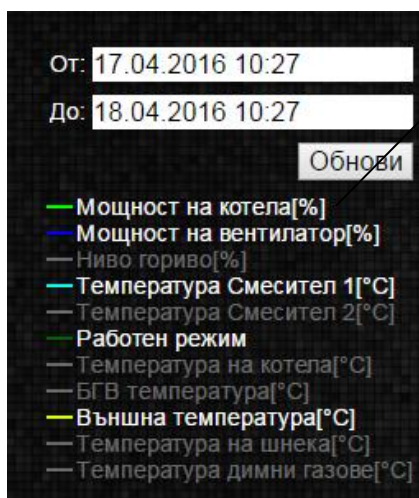 От: 17.04.2016 10:27
До: 18.04.2016 10:27
Обнови
Мощност на котела[%]
Мощност на вентилатор[%]
Ниво гориво[%]
Температура Смесител 1[°C]
Температура Смесител 2[°C]
Работен режим
Температура на котела[°C]
БГВ температура[°C]
Външна температура[°C]
Температура на шнека[°C]
Температура димни газове[°C]